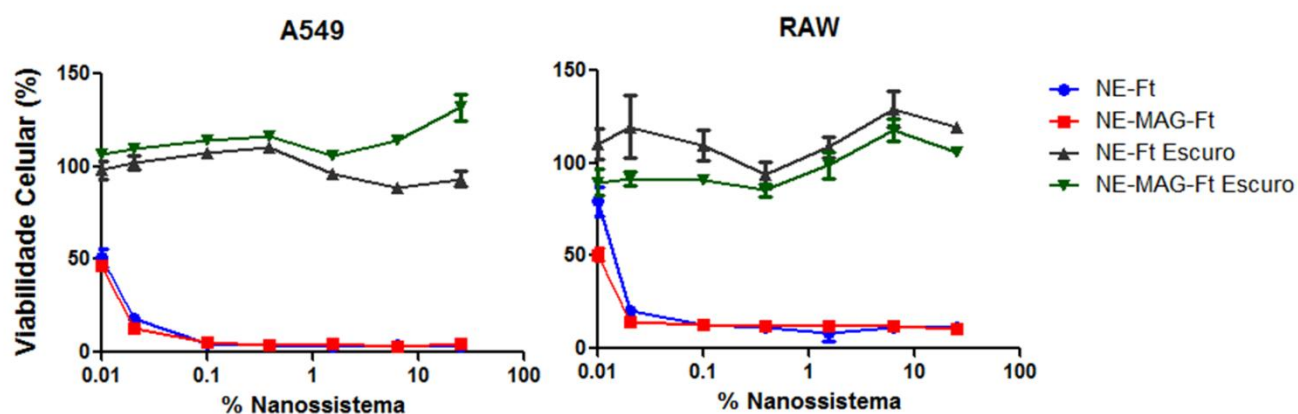 A549
RAW
Viabilidade Celular (%)
150
100
50
0
0.01 0.1 1 10 100
% Nanossistema
150
100
50
0
0.01 0.1 1 10 100
% Nanossistema
NE-Ft
NE-MAG-Ft
NE-Ft Escuro
NE-MAG-Ft Escuro